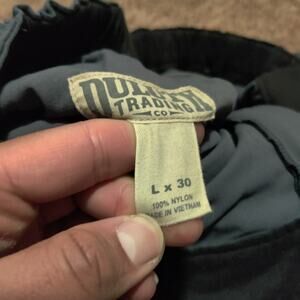 DULUTH
TRADING
CO
L x 30
100% NYLON
MADE IN VIETNAM